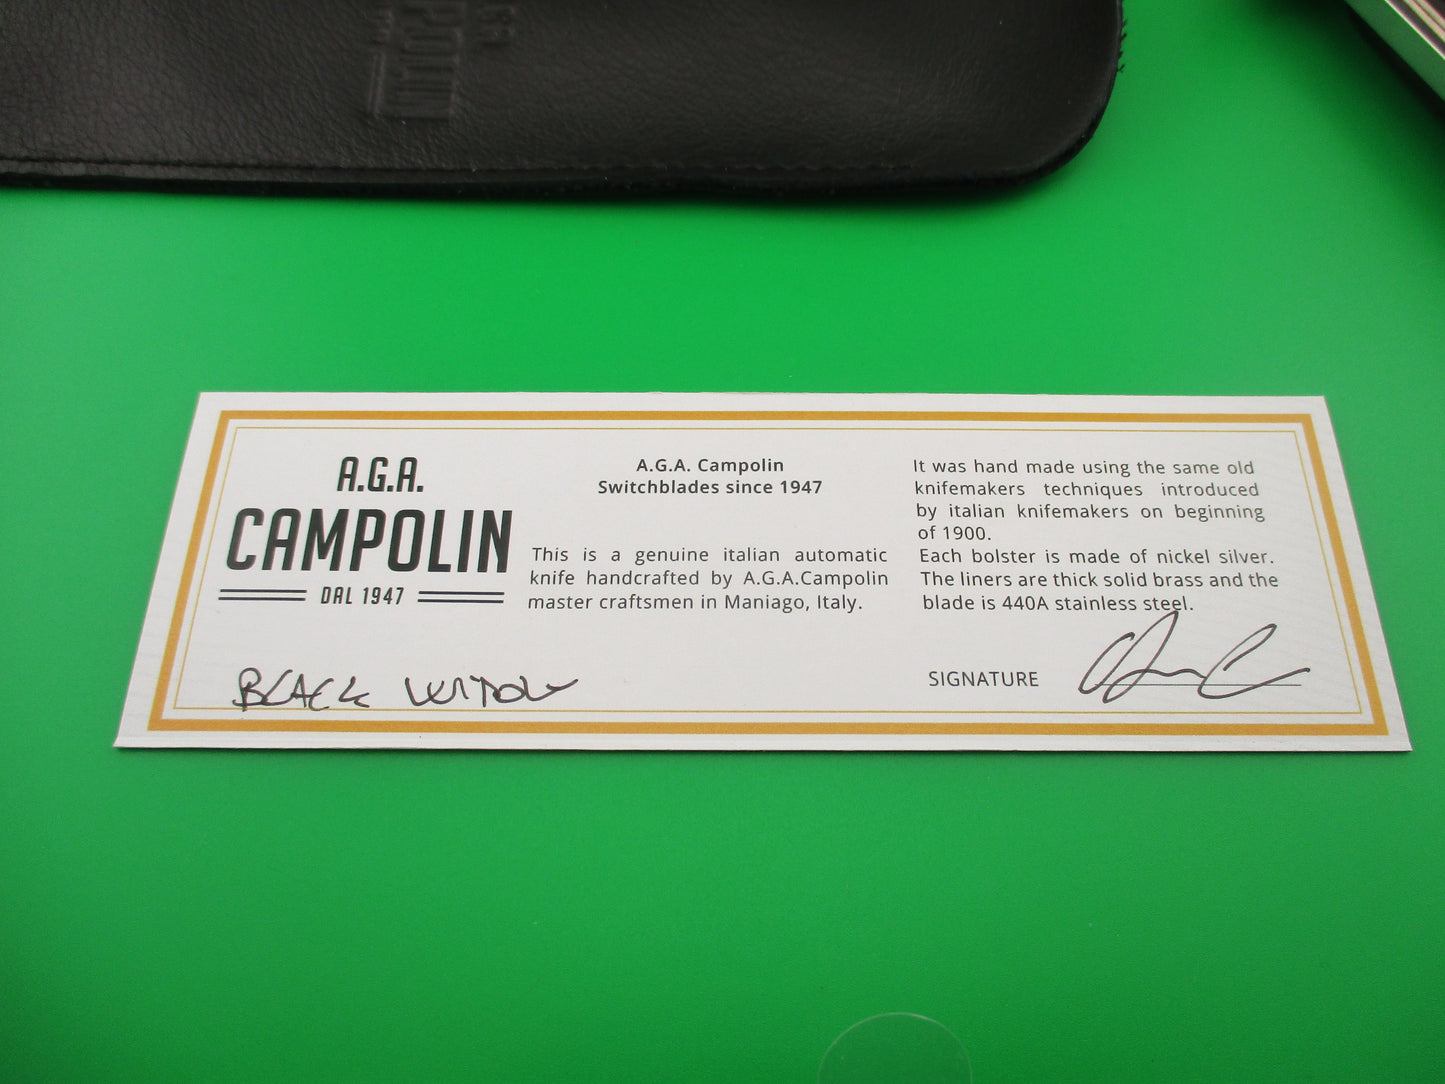 A.G.A.
CAMPOLIN
DAL 1947
BLACK WIDOW
A.G.A. Campolin
Switchblades since 1947
This is a genuine italian automatic
knife handcrafted by A.G.A.Campolin
master craftsmen in Maniago, Italy.
It was hand made using the same old
knifemakers techniques introduced
by italian knifemakers on beginning
of 1900.
Each bolster is made of nickel silver.
The liners are thick solid brass and the
blade is 440A stainless steel.
SIGNATURE